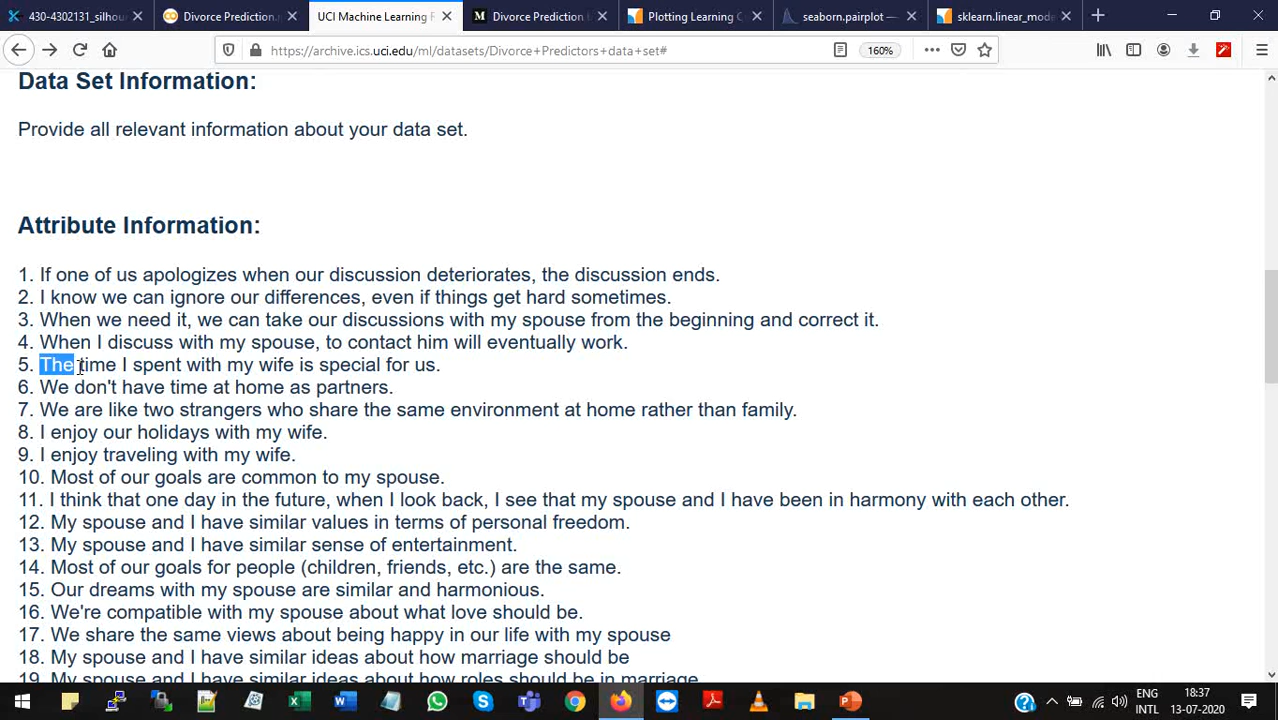 430-4302131_silhou
Divorce Prediction.
UCI Machine Learning
Divorce Prediction
Plotting Learning C
seaborn.pairplot —
sklearn.linear_mode
https://archive.ics.uci.edu/ml/datasets/Divorce+Predictors+data+set#
160%
Data Set Information:
Provide all relevant information about your data set.
Attribute Information:
1. If one of us apologizes when our discussion deteriorates, the discussion ends.
2. I know we can ignore our differences, even if things get hard sometimes.
3. When we need it, we can take our discussions with my spouse from the beginning and correct it.
4. When I discuss with my spouse, to contact him will eventually work.
5. The time I spent with my wife is special for us.
6. We don't have time at home as partners.
7. We are like two strangers who share the same environment at home rather than family.
8. I enjoy our holidays with my wife.
9. I enjoy traveling with my wife.
10. Most of our goals are common to my spouse.
11. I think that one day in the future, when I look back, I see that my spouse and I have been in harmony with each other.
12. My spouse and I have similar values in terms of personal freedom.
13. My spouse and I have similar sense of entertainment.
14. Most of our goals for people (children, friends, etc.) are the same.
15. Our dreams with my spouse are similar and harmonious.
16. We're compatible with my spouse about what love should be.
17. We share the same views about being happy in our life with my spouse
18. My spouse and I have similar ideas about how marriage should be
19. My spouse and I have similar ideas about how roles should be in marriage
ENG
18:37
INTL
13-07-2020